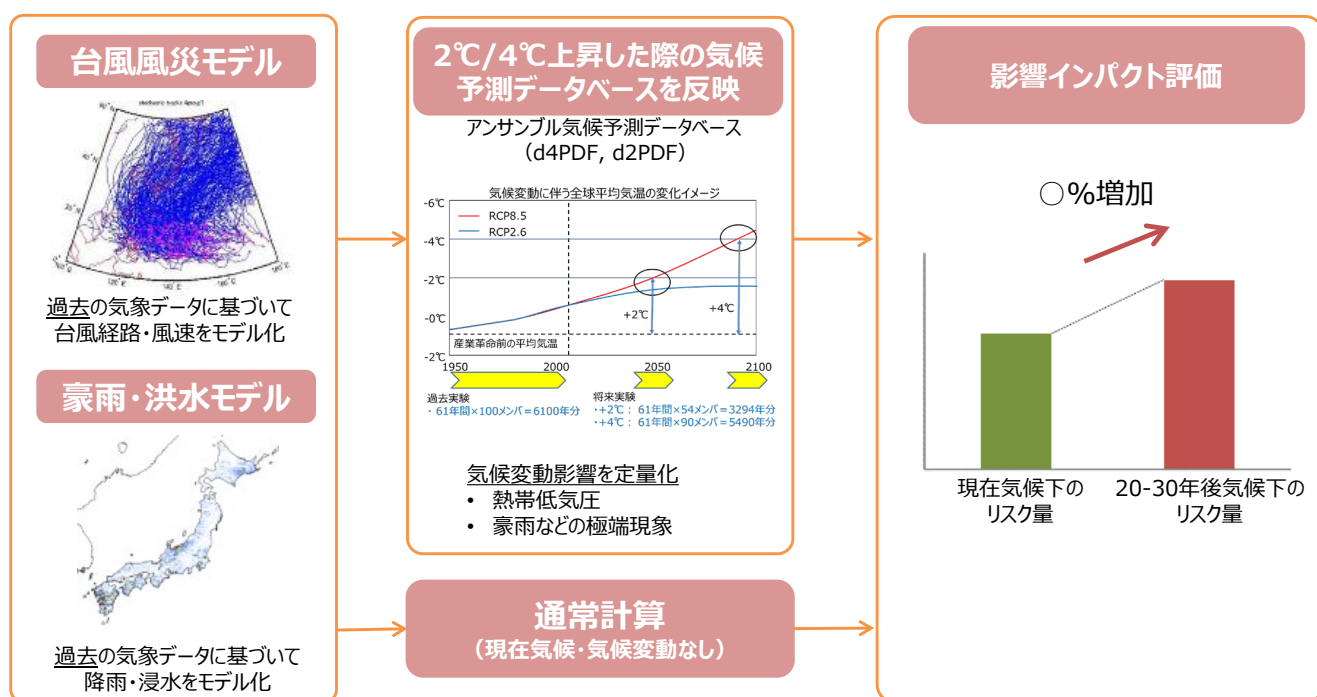 台風風災モデル
stochastic tracks 4pmap1
過去の気象データに基づいて
台風経路・風速をモデル化
豪雨・洪水モデル
過去の気象データに基づいて
降雨・浸水をモデル化
2℃/4℃上昇した際の気候
予測データベースを反映
アンサンブル気候予測データベース
(d4PDF, d2PDF)
気候変動に伴う全球平均気温の変化イメージ
-6℃
RCP8.5
RCP2.6
-4℃
-2℃
-0℃
-2℃
+2℃
+4℃
産業革命前の平均気温
1950
2000
2050
2100
過去実験
・61年間×100メンバ=6100年分
将来実験
・+2℃: 61年間×54メンバ=3294年分
・+4℃: 61年間×90メンバ=5490年分
気候変動影響を定量化
• 熱帯低気圧
• 豪雨などの極端現象
通常計算
(現在気候・気候変動なし)
影響インパクト評価
○%増加
現在気候下の
リスク量
20-30年後気候下の
リスク量